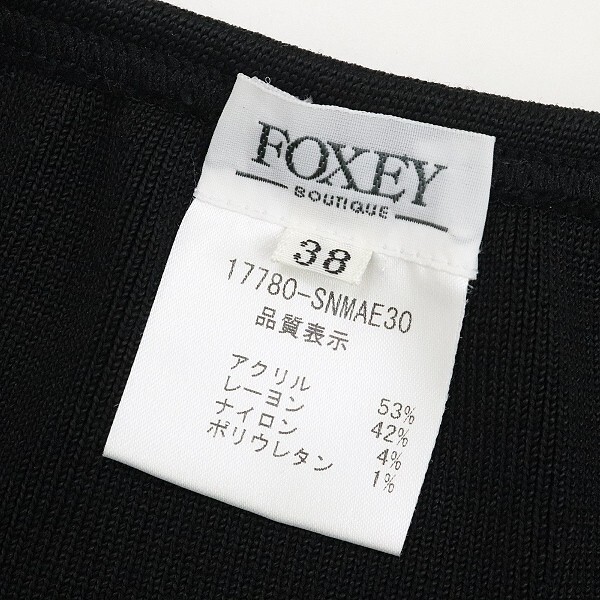 FOXEY
BOUTIQUE
38
17780-SNMAE30
品質表示
アクリル 53%
レーヨン 42%
ナイロン 4%
ポリウレタン 1%